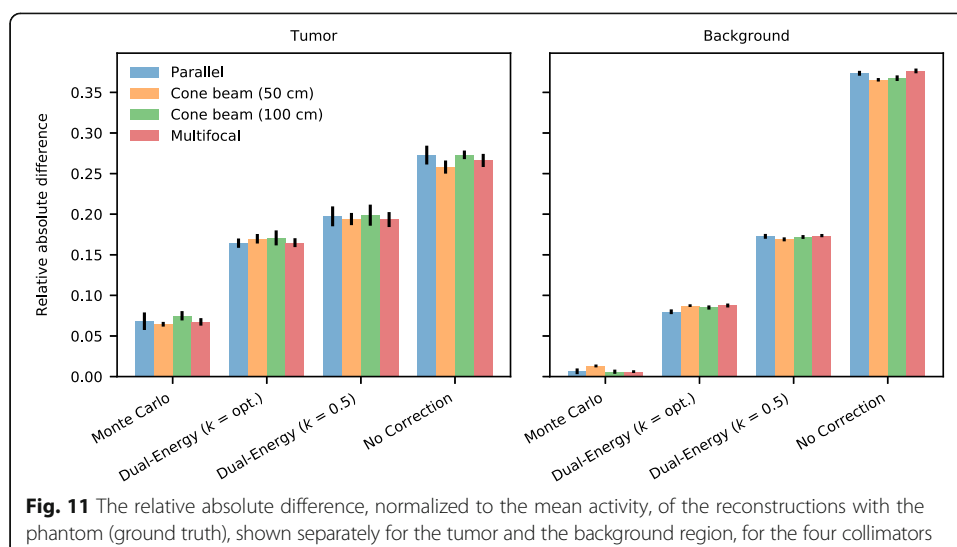 Tumor
Background
Parallel
Cone beam (50 cm)
Cone beam (100 cm)
Multifocal
Relative absolute difference
0.35
0.30
0.25
0.20
0.15
0.10
0.05
0.00
Monte Carlo
Dual-Energy (k = opt.)
Dual-Energy (k = 0.5)
No Correction
Monte Carlo
Dual-Energy (k = opt.)
Dual-Energy (k = 0.5)
No Correction
Fig. 11 The relative absolute difference, normalized to the mean activity, of the reconstructions with the
phantom (ground truth), shown separately for the tumor and the background region, for the four collimators